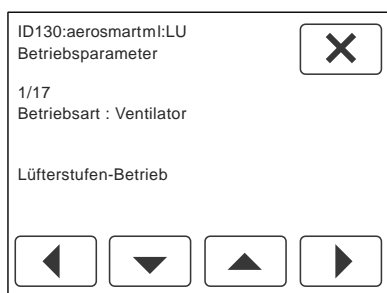 ID130:aerosmartml:LU
Betriebsparameter
1/17
Betriebsart : Ventilator
Lüfterstufen-Betrieb